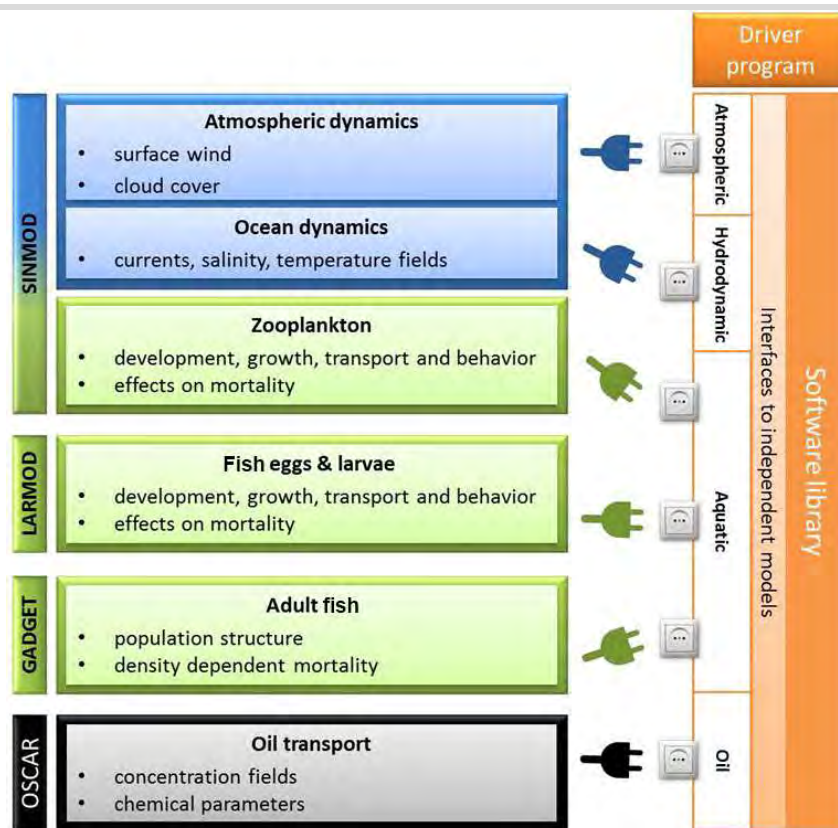 Driver
program
SINMOD
Atmospheric dynamics
• surface wind
• cloud cover
Ocean dynamics
• currents, salinity, temperature fields
Zooplankton
• development, growth, transport and behavior
• effects on mortality
LARMOD
Fish eggs & larvae
• development, growth, transport and behavior
• effects on mortality
GADGET
Adult fish
• population structure
• density dependent mortality
OSCAR
Oil transport
• concentration fields
• chemical parameters
Atmospheric
Hydrodynamic
Aquatic
Oil
Interfaces to independent models
Software library